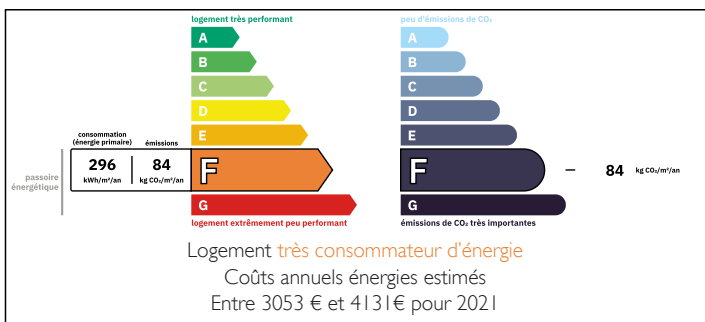 logement très performant
A
B
C
D
E
consommation
(énergie primaire)
émissions
296
kWh/m²/an
84
kg CO₂/m²/an
F
passoire
énergétique
G
logement extrêmement peu performant
peu d'émissions de CO₂
A
B
C
D
E
F
84 kg CO₂/m²/an
G
émissions de CO₂ très importantes
Logement très consommateur d'énergie
Coûts annuels énergies estimés
Entre 3053 € et 4131€ pour 2021